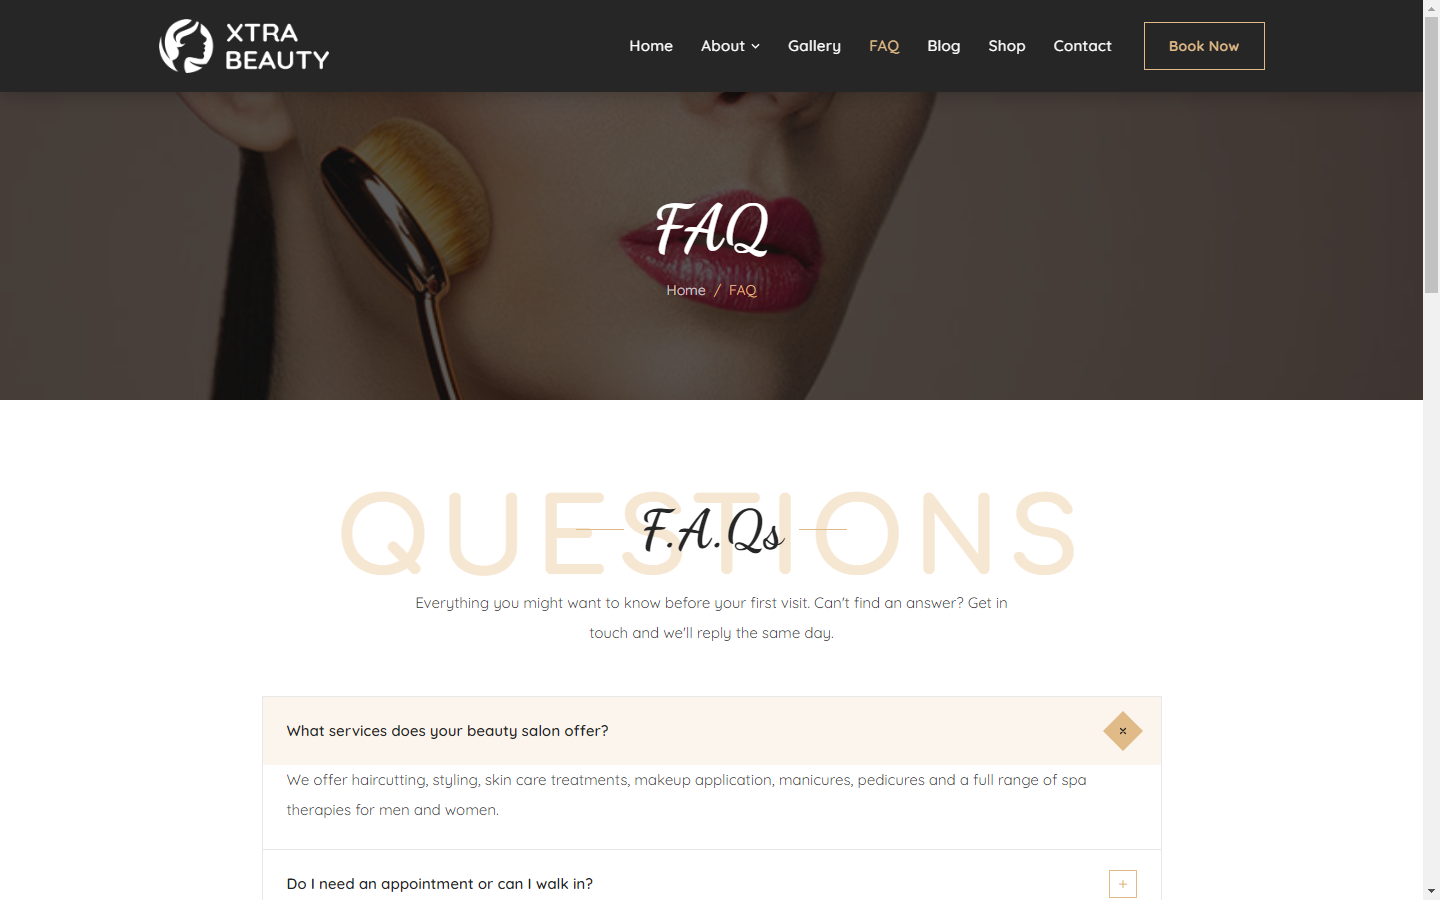 XTRA
BEAUTY
Home About Gallery FAQ Blog Shop Contact Book Now
FAQ
Home / FAQ
QUESTIONS
F.A.Qs
Everything you might want to know before your first visit. Can't find an answer? Get in
touch and we'll reply the same day.
What services does your beauty salon offer?
We offer haircutting, styling, skin care treatments, makeup application, manicures, pedicures and a full range of spa
therapies for men and women.
Do I need an appointment or can I walk in?